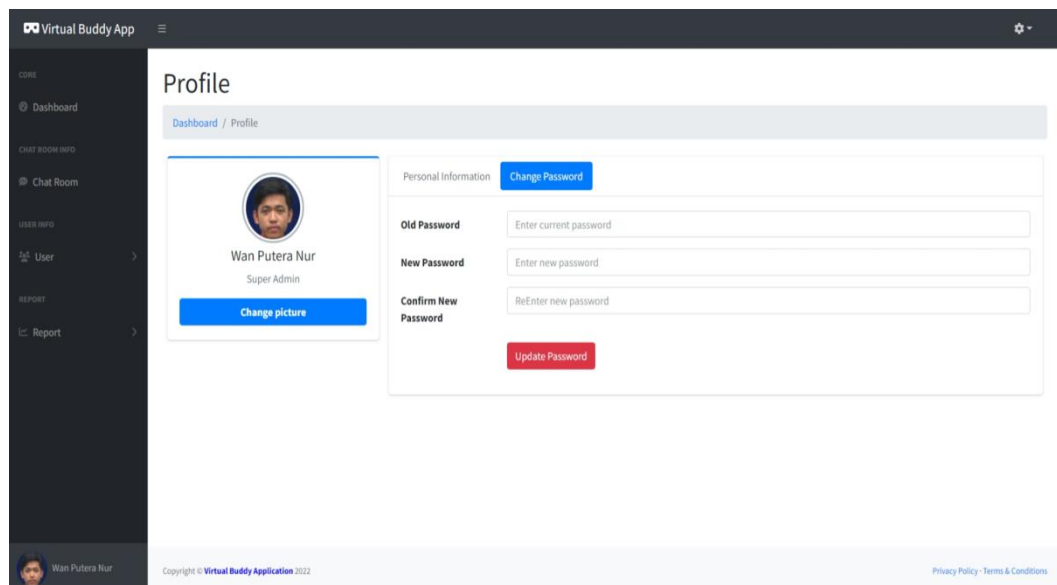 Virtual Buddy App
CORE
Dashboard
CHAT ROOM INFO
Chat Room
USER INFO
User
REPORT
Report
Wan Putera Nur
Profile
Dashboard / Profile
Wan Putera Nur
Super Admin
Change picture
Personal Information
Change Password
Old Password
Enter current password
New Password
Enter new password
Confirm New
Password
ReEnter new password
Update Password
Copyright © Virtual Buddy Application 2022
Privacy Policy · Terms & Conditions